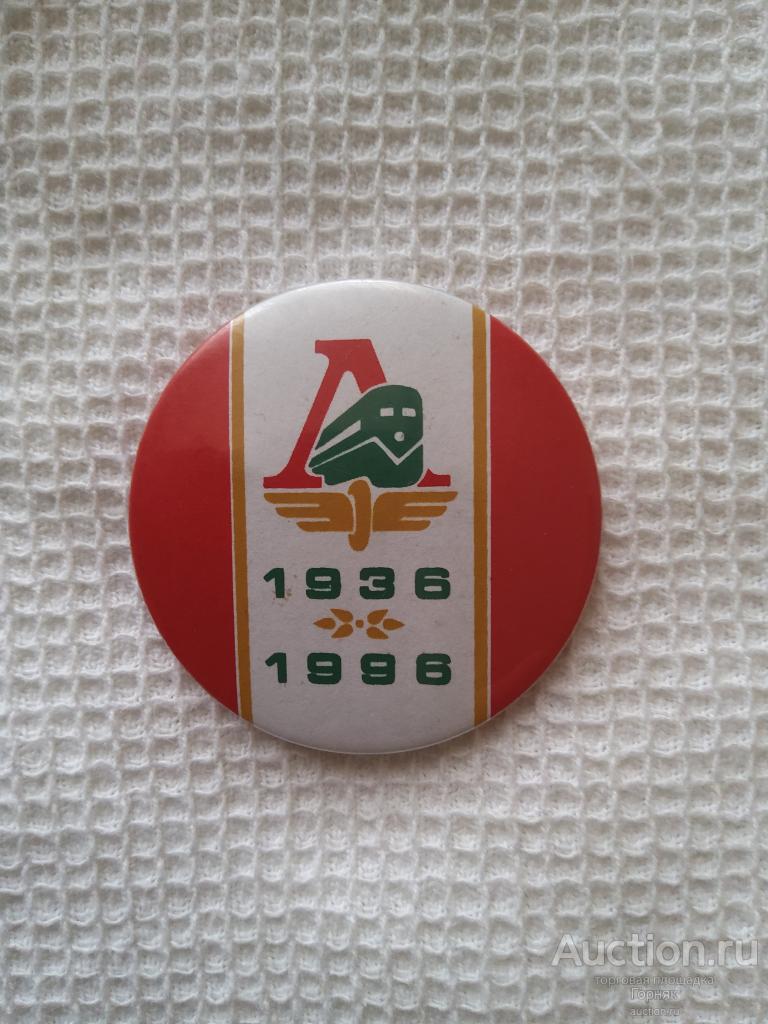 Л
1936
1996
Auction.ru
торговая площадка
Горняк
auction.ru